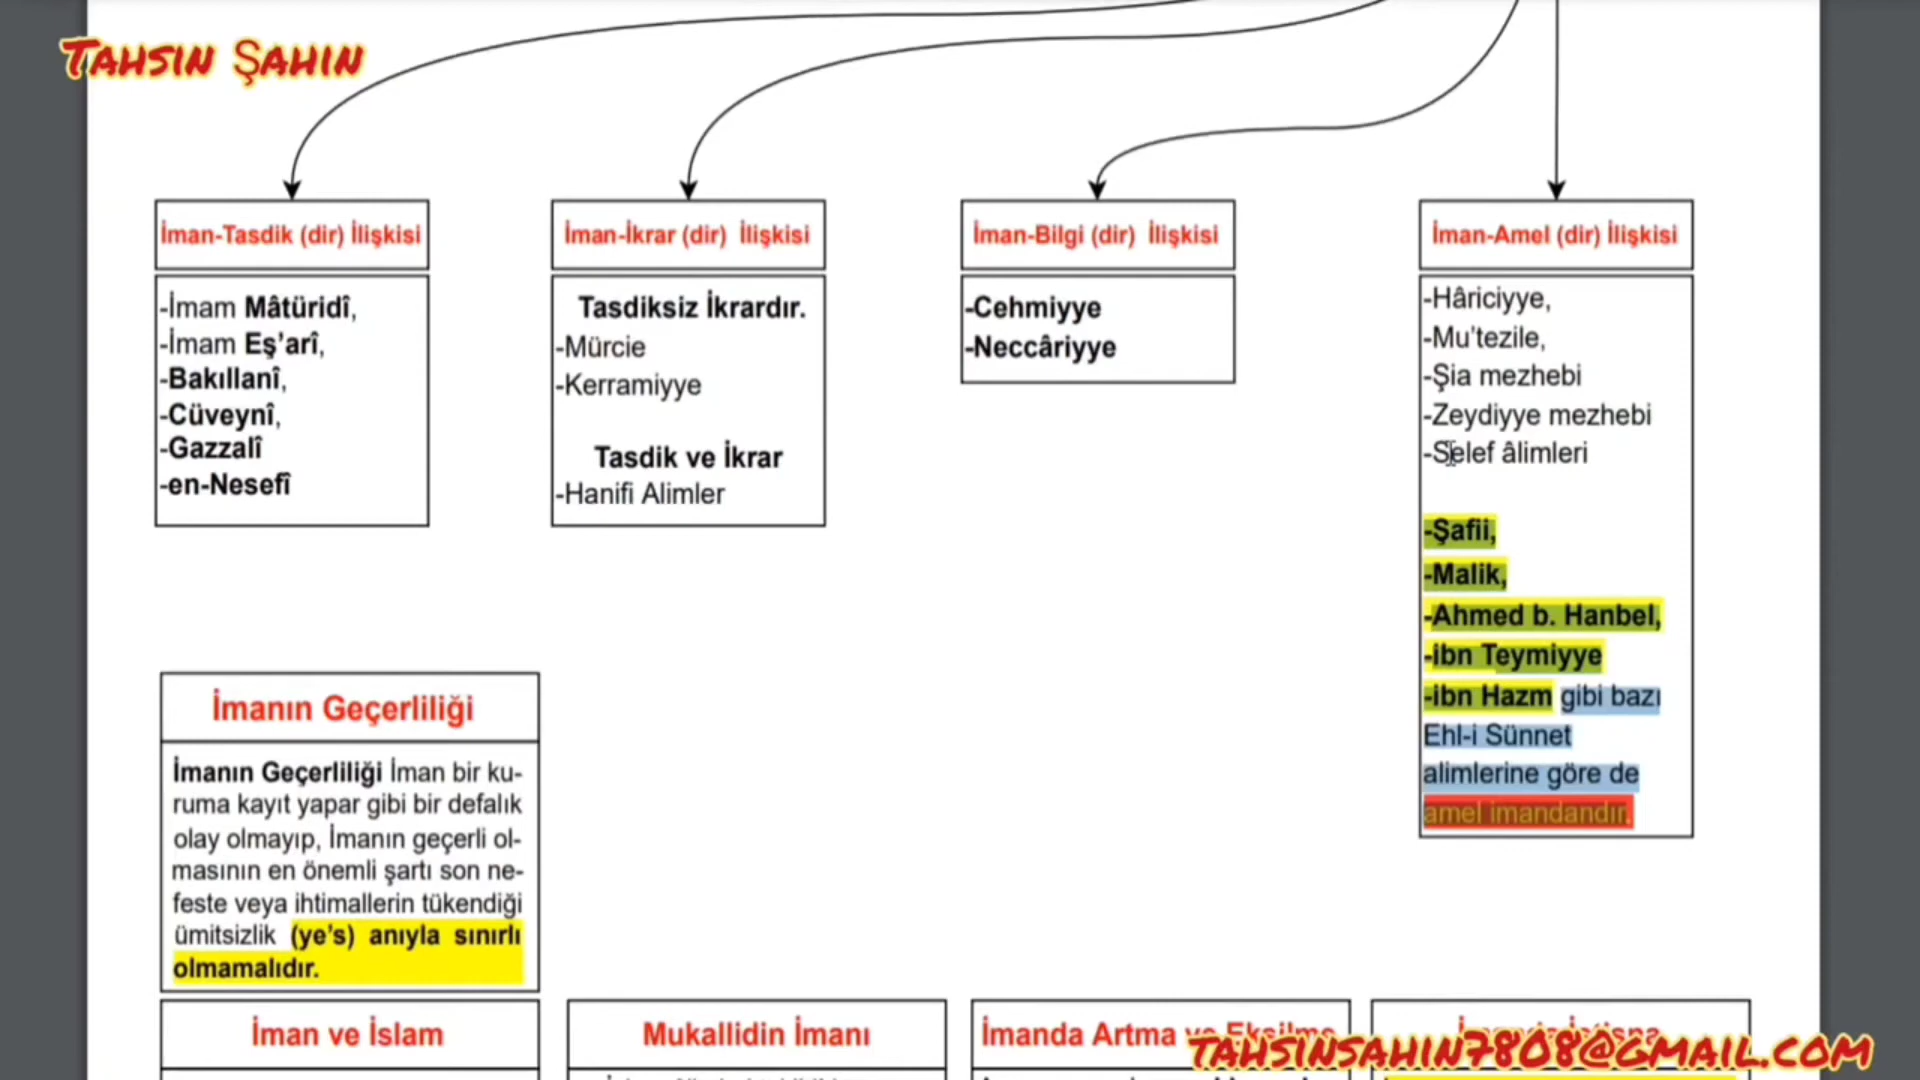 Tahsin Şahin
İman-Tasdik (dir) İlişkisi
-İmam Mâtüridî,
-İmam Eş'arî,
-Bakıllanî,
-Cüveynî,
-Gazzalî
-en-Nesefî
İman-İkrar (dir) İlişkisi
Tasdiksiz İkrardır.
-Mürcie
-Kerramiyye
Tasdik ve İkrar
-Hanifi Alimler
İman-Bilgi (dir) İlişkisi
-Cehmiyye
-Neccâriyye
İman-Amel (dir) İlişkisi
-Hâriciyye,
-Mu'tezile,
-Şia mezhebi
-Zeydiyye mezhebi
-Selef âlimleri
-Şafii,
-Malik,
-Ahmed b. Hanbel,
-ibn Teymiyye
-ibn Hazm gibi bazı
Ehl-i Sünnet
alimlerine göre de
amel imandandır.
İmanın Geçerliliği
İmanın Geçerliliği İman bir ku-
ruma kayıt yapar gibi bir defalık
olay olmayıp, İmanın geçerli ol-
masının en önemli şartı son ne-
feste veya ihtimallerin tükendiği
ümitsizlik (ye's) anıyla sınırlı
olmamalıdır.
İman ve İslam
Mukallidin İmanı
İmanda Artma ve Eksilme
tahsinsahin7808@gmail.com